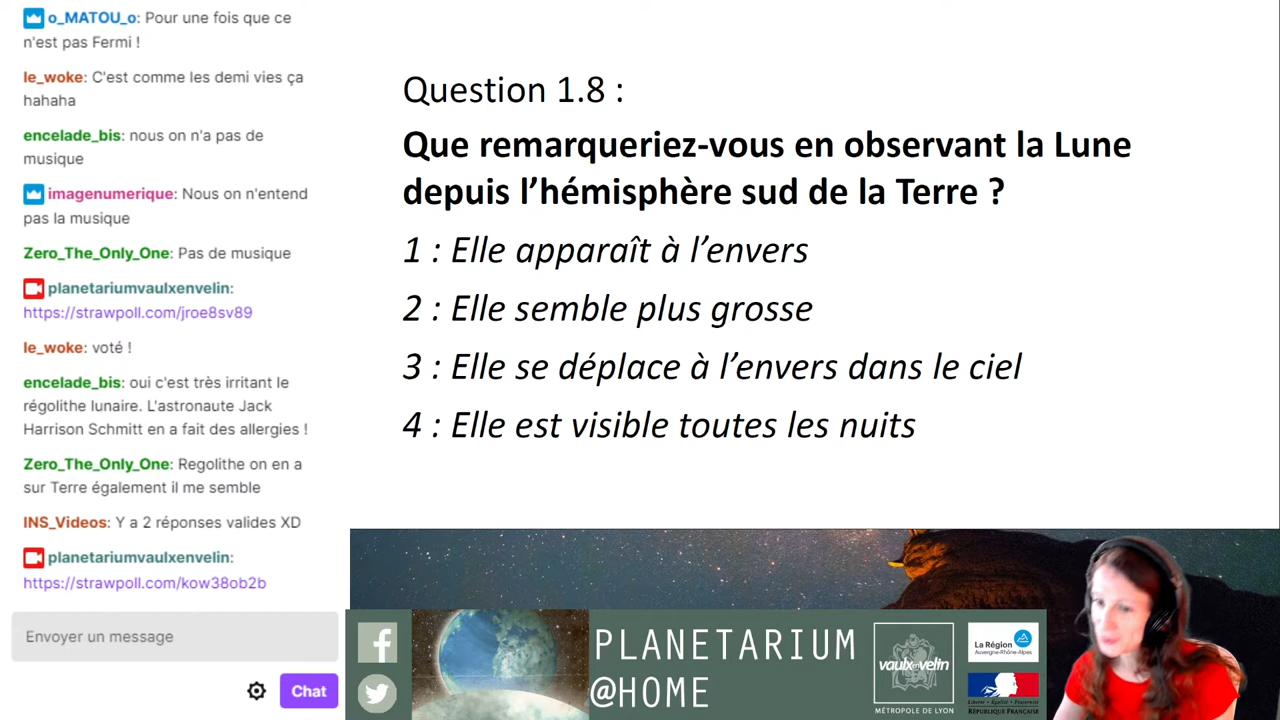 o_MATOU_o: Pour une fois que ce
n'est pas Fermi !
le_woke: C'est comme les demi vies ça
hahaha
encelade_bis: nous on n'a pas de
musique
imagenumerique: Nous on n'entend
pas la musique
Zero_The_Only_One: Pas de musique
planetariumvaulxenvelin:
https://strawpoll.com/jroe8sv89
le_woke: voté !
encelade_bis: oui c'est très irritant le
régolithe lunaire. L'astronaute Jack
Harrison Schmitt en a fait des allergies !
Zero_The_Only_One: Regolithe on en a
sur Terre également il me semble
INS_Videos: Y a 2 réponses valides XD
planetariumvaulxenvelin:
https://strawpoll.com/kow38ob2b
Envoyer un message
Chat
Question 1.8 :
Que remarqueriez-vous en observant la Lune
depuis l’hémisphère sud de la Terre ?
1 : Elle apparaît à l’envers
2 : Elle semble plus grosse
3 : Elle se déplace à l’envers dans le ciel
4 : Elle est visible toutes les nuits
PLANETARIUM
@HOME
vaulx en velin
MÉTROPOLE DE LYON
La Région
Auvergne-Rhône-Alpes
Liberté • Égalité • Fraternité
RÉPUBLIQUE FRANÇAISE